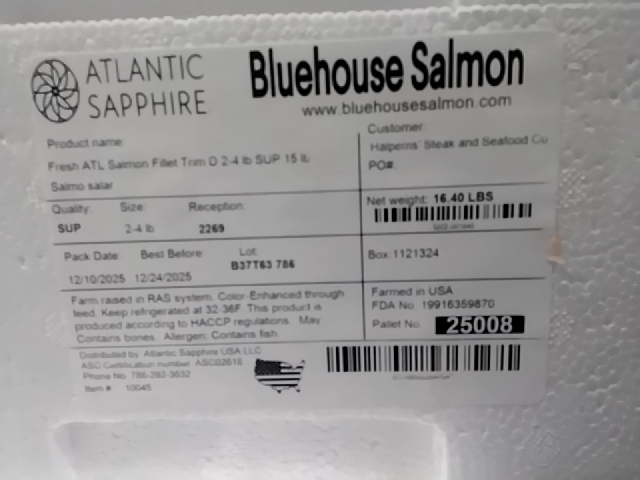 ATLANTIC
SAPPHIRE
Bluehouse Salmon
www.bluehousesalmon.com
Product name:
Fresh ATL Salmon Fillet Trim D 2-4 lb SUP 15 lb
Salmo salar
Customer:
Halperns' Steak and Seafood Co
PO#:
Quality: Size: Reception:
SUP 2-4 lb 2269
Net weight: 16.40 LBS
Pack Date: Best Before: Lot:
12/10/2025 12/24/2025 B37T63 786
Box:1121324
Farm raised in RAS system. Color-Enhanced through
feed. Keep refrigerated at 32-36F. This product is
produced according to HACCP regulations. May
Contains bones. Allergen: Contains fish.
Farmed in USA
FDA No: 19916359870
Pallet No: 25008
Distributed by: Atlantic Sapphire USA LLC
ASC Certification number: ASC02618
Phone No: 786-292-3632
Item #: 10045